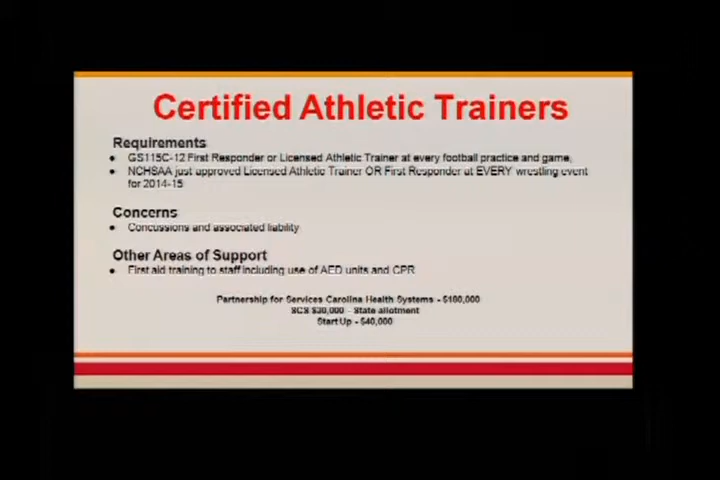 Certified Athletic Trainers
Requirements
● GS115C-12 First Responder or Licensed Athletic Trainer at every football practice and game,
● NCHSAA just approved Licensed Athletic Trainer OR First Responder at EVERY wrestling event
for 2014-15
Concerns
● Concussions and associated liability
Other Areas of Support
● First aid training to staff including use of AED units and CPR
Partnership for Services Carolina Health Systems - $180,000
SCS $30,000 - State allotment
Start Up - $40,000